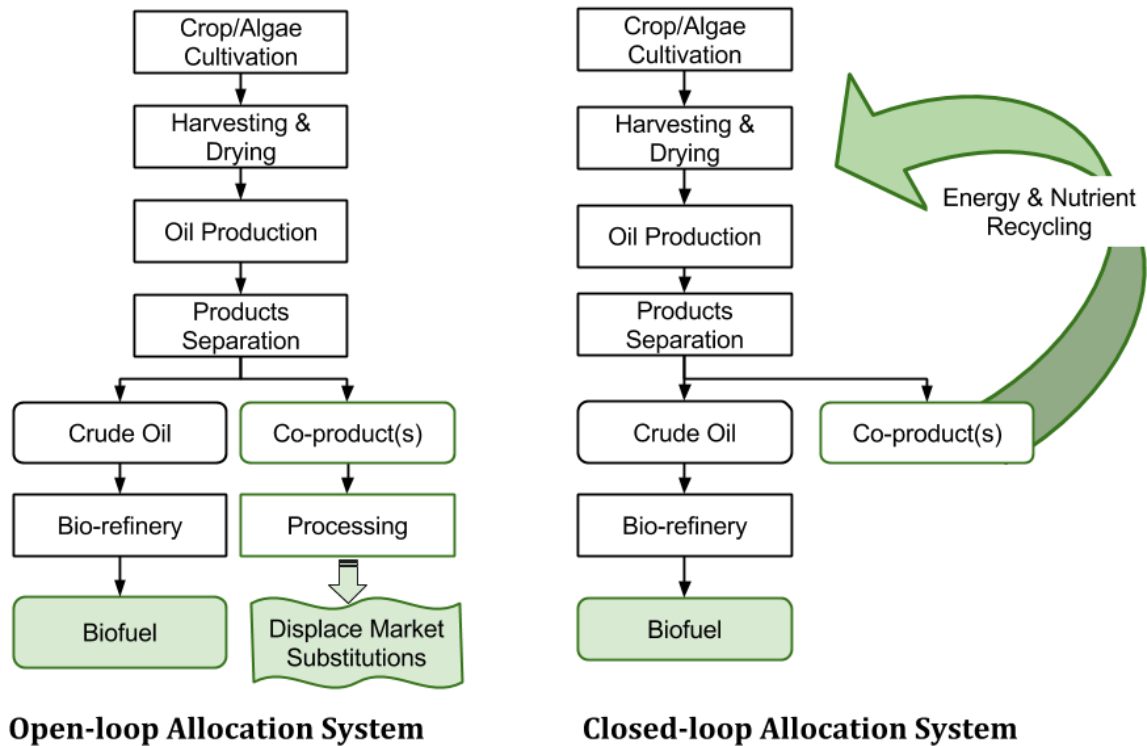 Crop/Algae
Cultivation
Harvesting &
Drying
Oil Production
Products
Separation
Crude Oil
Co-product(s)
Bio-refinery
Processing
Biofuel
Displace Market
Substitutions
Open-loop Allocation System
Crop/Algae
Cultivation
Harvesting &
Drying
Oil Production
Products
Separation
Crude Oil
Co-product(s)
Energy & Nutrient
Recycling
Bio-refinery
Biofuel
Closed-loop Allocation System